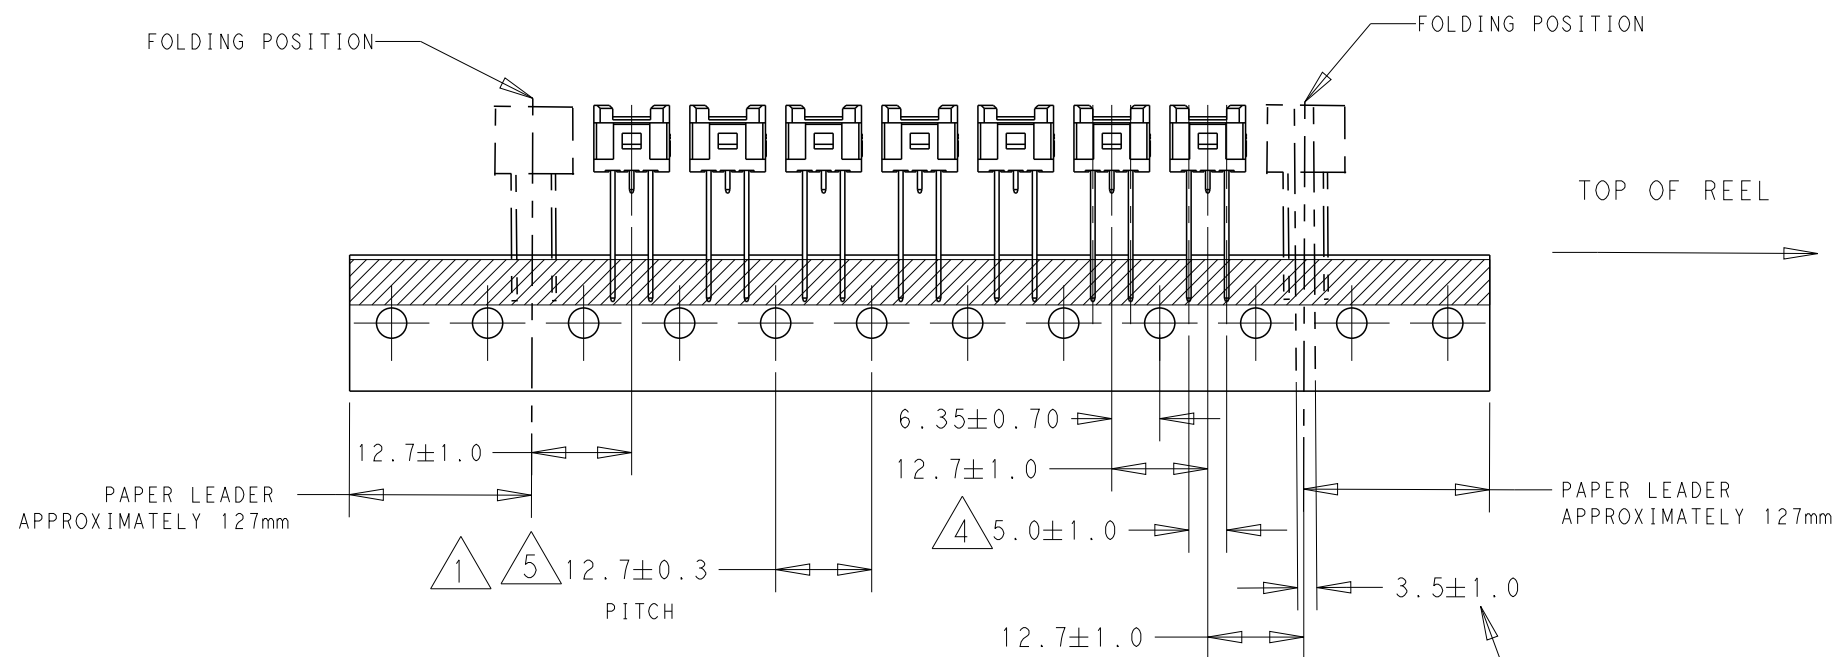 FOLDING POSITION
FOLDING POSITION
TOP OF REEL
6.35±0.70
12.7±1.0
12.7±1.0
PAPER LEADER
APPROXIMATELY 127mm
PAPER LEADER
APPROXIMATELY 127mm
4 5.0±1.0
1 5 12.7±0.3
PITCH
3.5±1.0
12.7±1.0